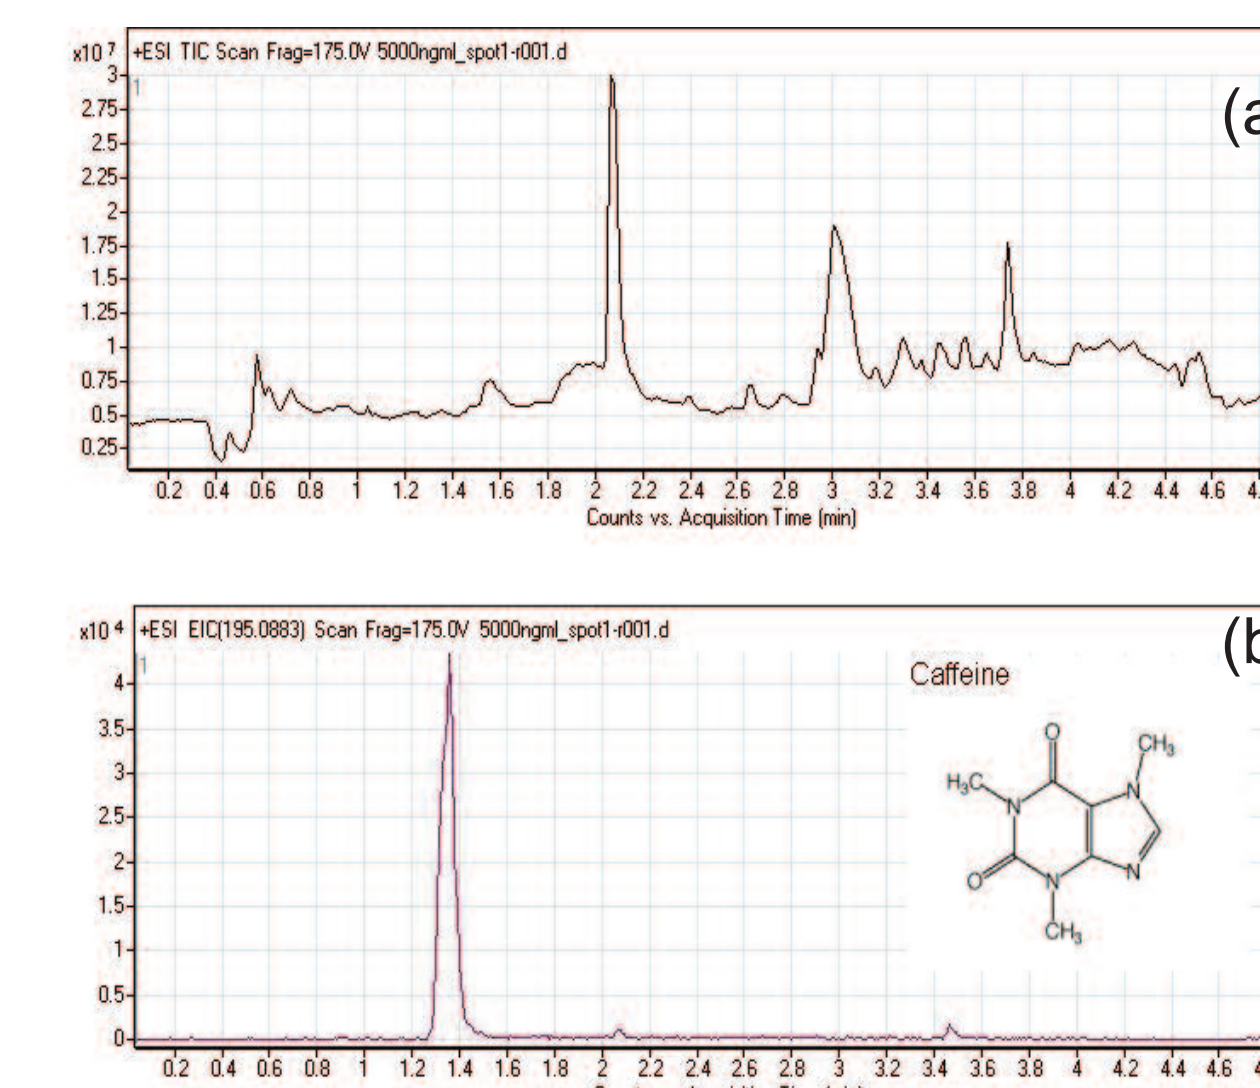 x10 7 +ESI TIC Scan Frag=175.0V 5000ngml_spot1-r001.d
(a
1
3
2.75
2.5
2.25
2
1.75
1.5
1.25
1
0.75
0.5
0.25
0.2 0.4 0.6 0.8 1 1.2 1.4 1.6 1.8 2 2.2 2.4 2.6 2.8 3 3.2 3.4 3.6 3.8 4 4.2 4.4 4.6 4.
Counts vs. Acquisition Time (min)
x10 4 +ESI EIC(195.0883) Scan Frag=175.0V 5000ngml_spot1-r001.d
(b
1
Caffeine
4
3.5
3
2.5
2
1.5
1
0.5
0
O
CH3
H3C
N
N
O
N
N
CH3
0.2 0.4 0.6 0.8 1 1.2 1.4 1.6 1.8 2 2.2 2.4 2.6 2.8 3 3.2 3.4 3.6 3.8 4 4.2 4.4 4.6